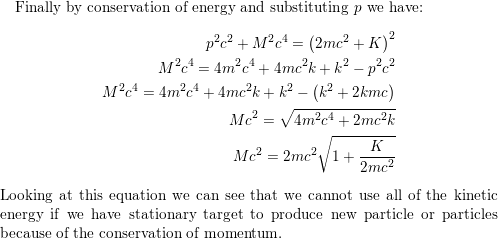 Finally by conservation of energy and substituting p we have:
p²c² + M²c⁴ = (2mc² + K)²
M²c⁴ = 4m²c⁴ + 4mc²k + k² − p²c²
M²c⁴ = 4m²c⁴ + 4mc²k + k² − (k² + 2kmc)
Mc² = √(4m²c⁴ + 2mc²k)
Mc² = 2mc²√(1 + K/2mc²)
Looking at this equation we can see that we cannot use all of the kinetic
energy if we have stationary target to produce new particle or particles
because of the conservation of momentum.